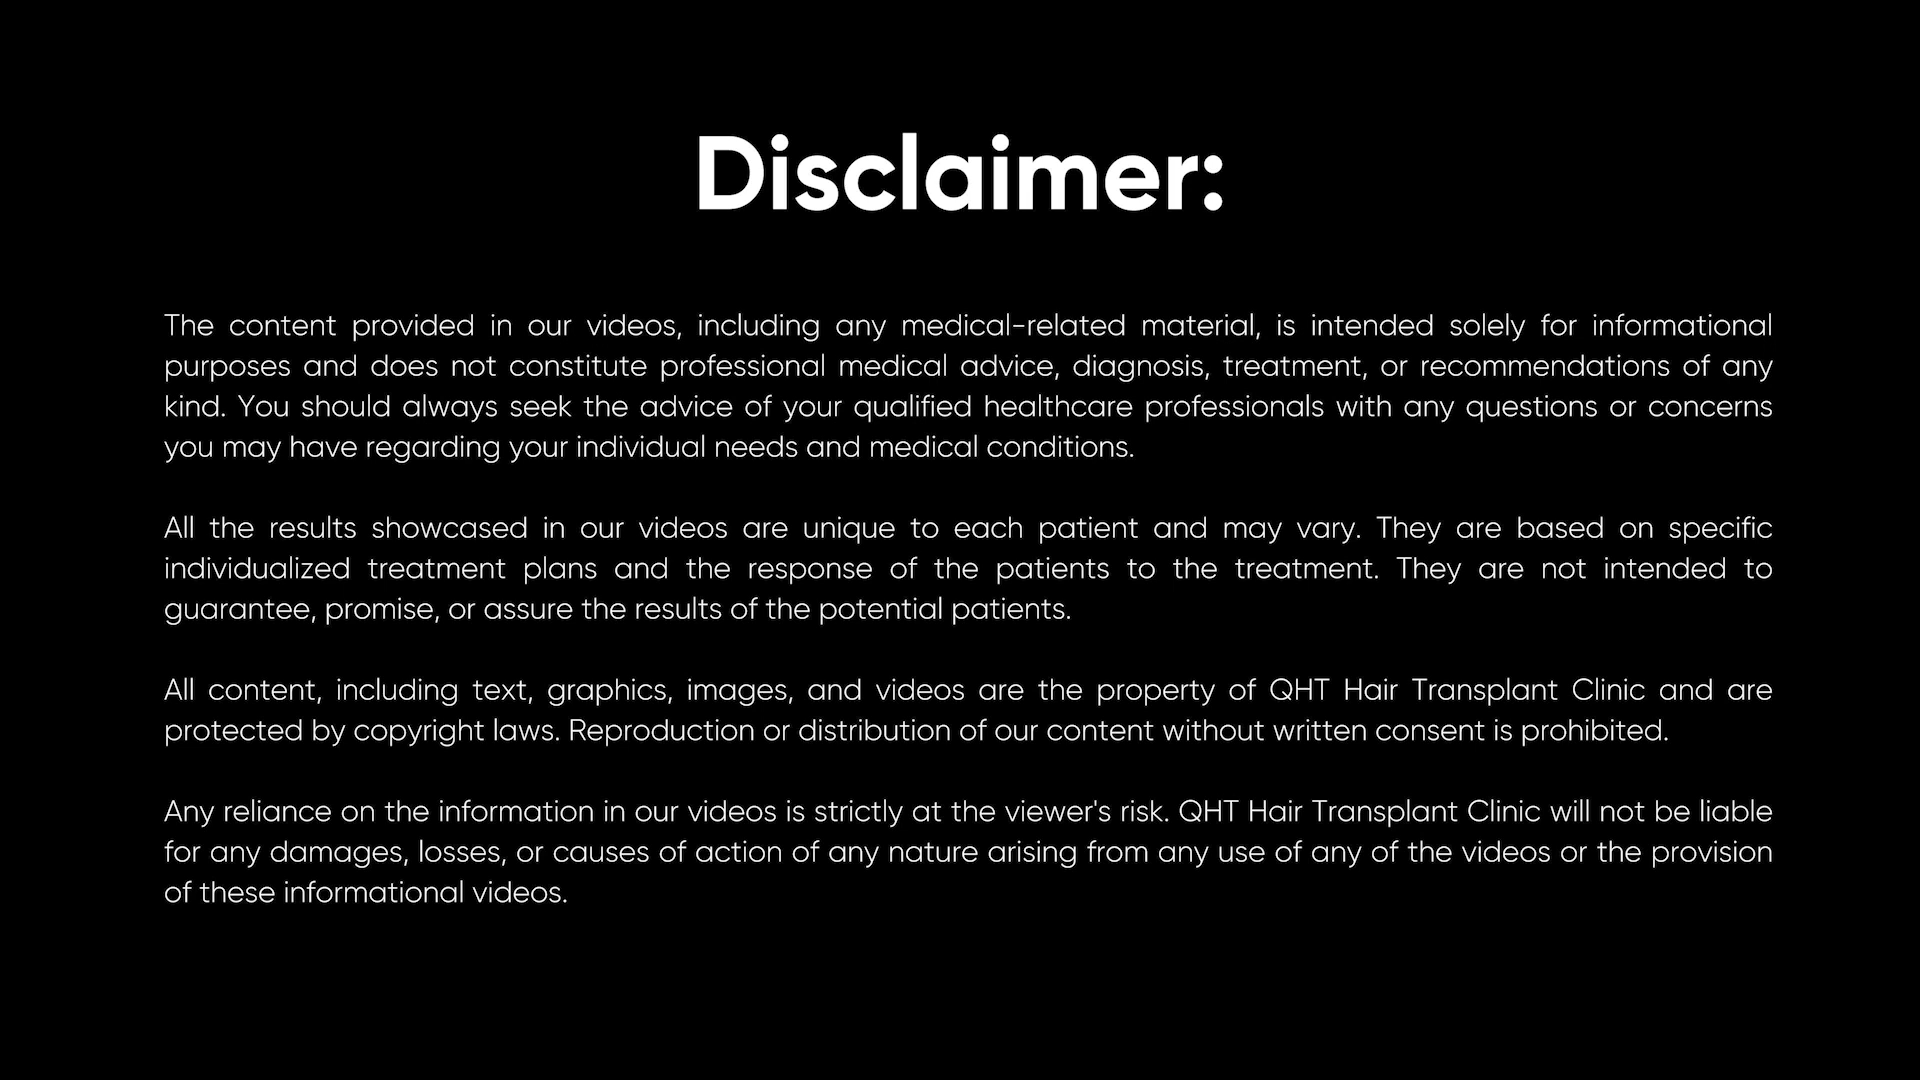 Disclaimer:
The content provided in our videos, including any medical-related material, is intended solely for informational
purposes and does not constitute professional medical advice, diagnosis, treatment, or recommendations of any
kind. You should always seek the advice of your qualified healthcare professionals with any questions or concerns
you may have regarding your individual needs and medical conditions.
All the results showcased in our videos are unique to each patient and may vary. They are based on specific
individualized treatment plans and the response of the patients to the treatment. They are not intended to
guarantee, promise, or assure the results of the potential patients.
All content, including text, graphics, images, and videos are the property of QHT Hair Transplant Clinic and are
protected by copyright laws. Reproduction or distribution of our content without written consent is prohibited.
Any reliance on the information in our videos is strictly at the viewer's risk. QHT Hair Transplant Clinic will not be liable
for any damages, losses, or causes of action of any nature arising from any use of any of the videos or the provision
of these informational videos.